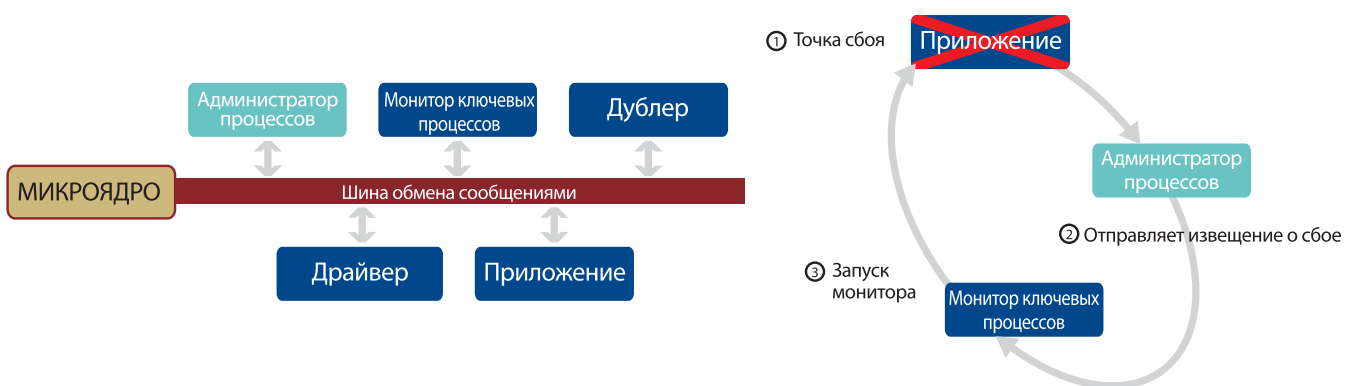 Администратор
процессов
Монитор ключевых
процессов
Дублер
МИКРОЯДРО
Шина обмена сообщениями
Драйвер
Приложение
① Точка сбоя
Приложение
Администратор
процессов
② Отправляет извещение о сбое
③ Запуск
монитора
Монитор ключевых
процессов